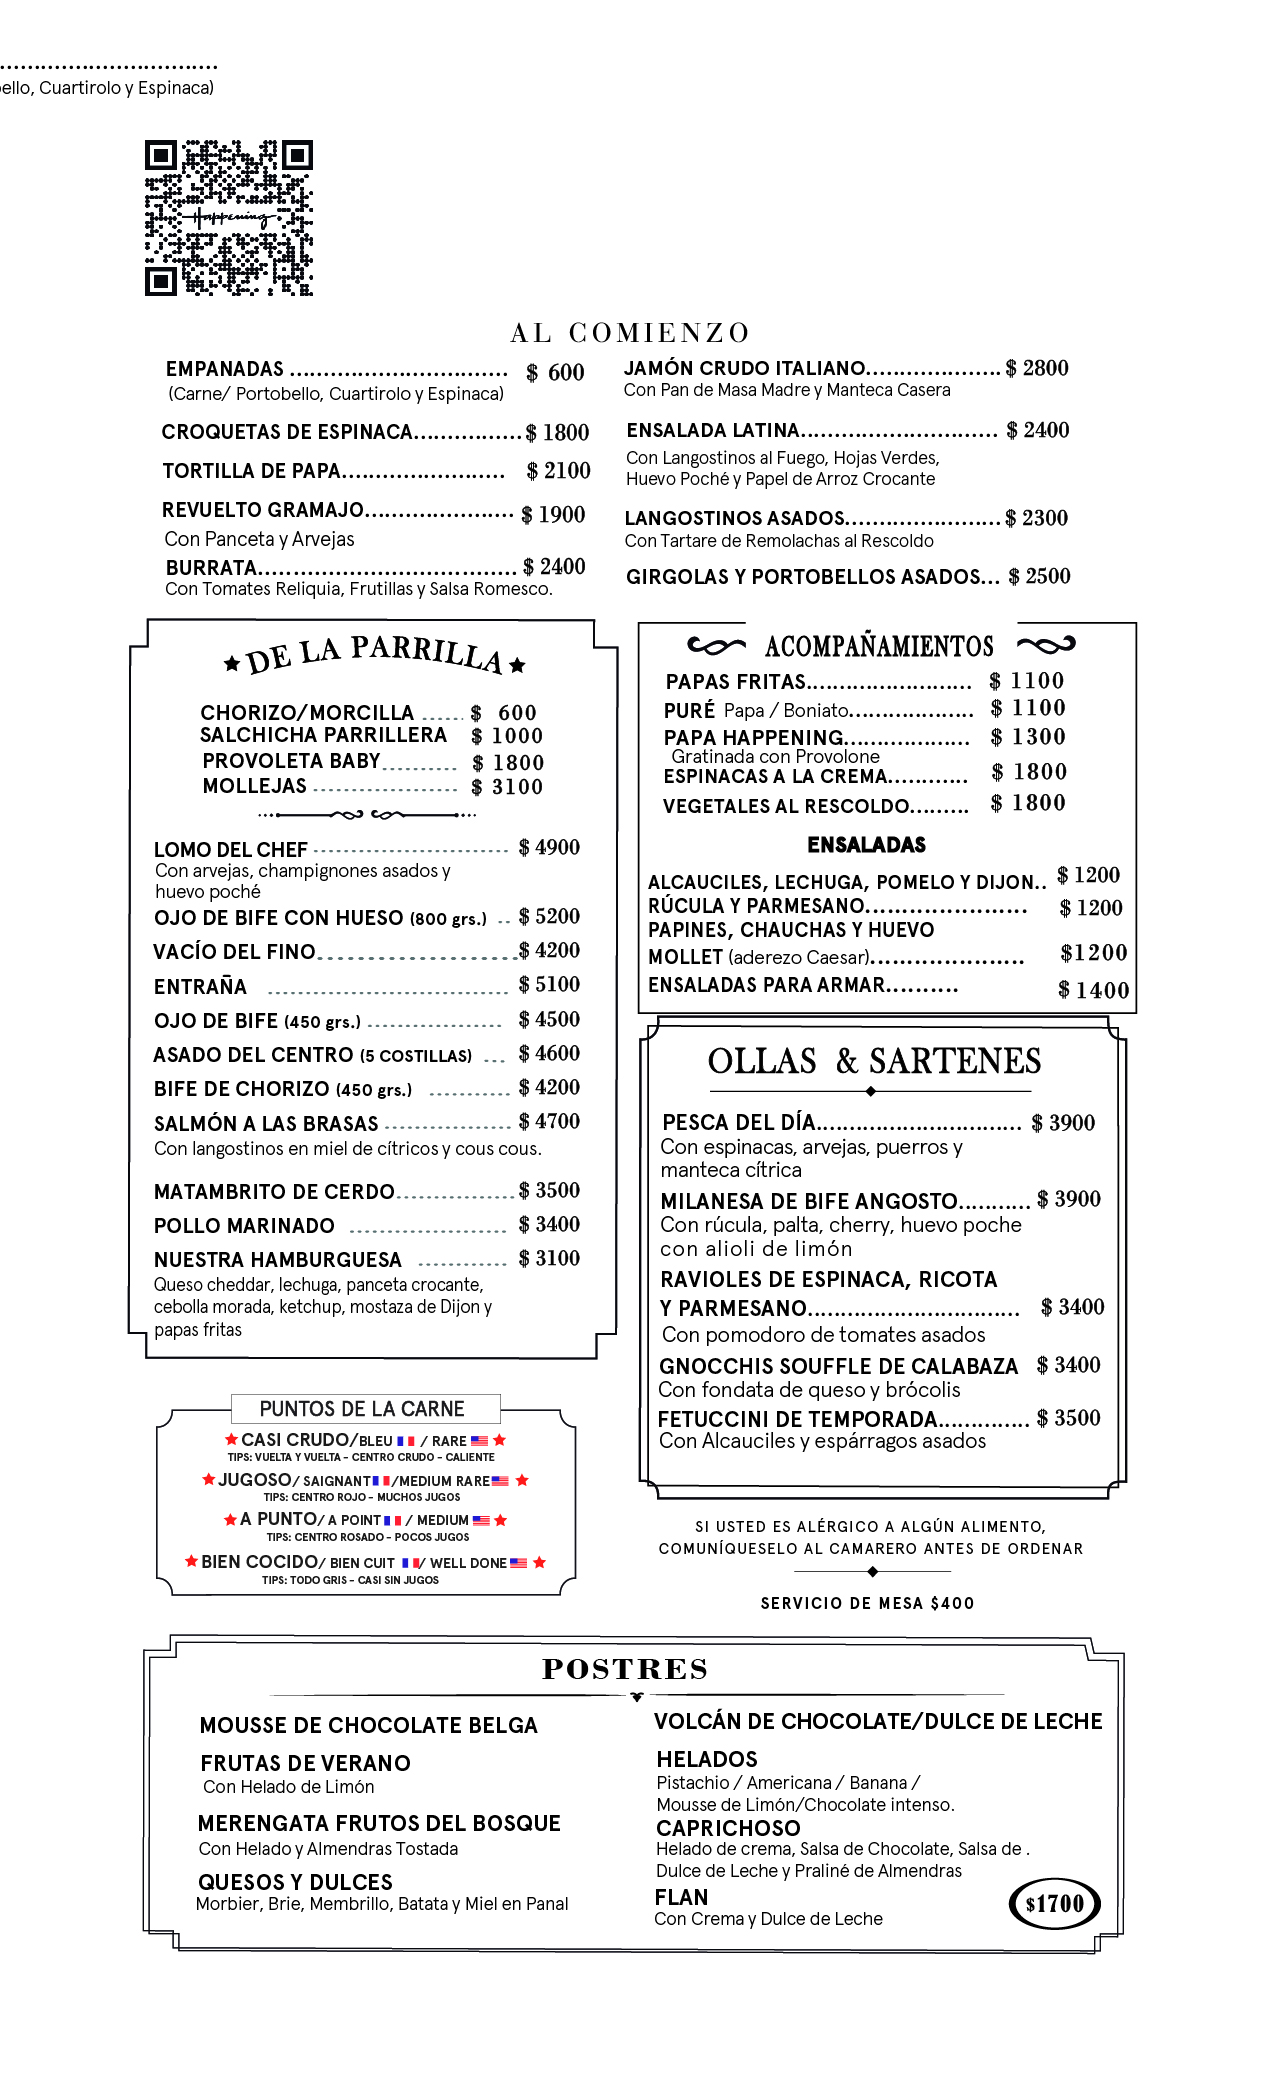 ..............................
ello, Cuartirolo y Espinaca)
Happening
AL COMIENZO
EMPANADAS ................................ $ 600
(Carne/ Portobello, Cuartirolo y Espinaca)
CROQUETAS DE ESPINACA............... $ 1800
TORTILLA DE PAPA........................ $ 2100
REVUELTO GRAMAJO...................... $ 1900
Con Panceta y Arvejas
BURRATA...................................... $ 2400
Con Tomates Reliquia, Frutillas y Salsa Romesco.
JAMÓN CRUDO ITALIANO.................... $ 2800
Con Pan de Masa Madre y Manteca Casera
ENSALADA LATINA............................. $ 2400
Con Langostinos al Fuego, Hojas Verdes,
Huevo Poché y Papel de Arroz Crocante
LANGOSTINOS ASADOS....................... $ 2300
Con Tartare de Remolachas al Rescoldo
GIRGOLAS Y PORTOBELLOS ASADOS... $ 2500
DE LA PARRILLA
CHORIZO/MORCILLA ...... $ 600
SALCHICHA PARRILLERA $ 1000
PROVOLETA BABY........... $ 1800
MOLLEJAS ..................... $ 3100
LOMO DEL CHEF ............................. $ 4900
Con arvejas, champignones asados y
huevo poché
OJO DE BIFE CON HUESO (800 grs.) .. $ 5200
VACÍO DEL FINO........................ $ 4200
ENTRAÑA .................................. $ 5100
OJO DE BIFE (450 grs.) .................... $ 4500
ASADO DEL CENTRO (5 COSTILLAS) ... $ 4600
BIFE DE CHORIZO (450 grs.) ............ $ 4200
SALMÓN A LAS BRASAS ................... $ 4700
Con langostinos en miel de cítricos y cous cous.
MATAMBRITO DE CERDO................. $ 3500
POLLO MARINADO ....................... $ 3400
NUESTRA HAMBURGUESA ............. $ 3100
Queso cheddar, lechuga, panceta crocante,
cebolla morada, ketchup, mostaza de Dijon y
papas fritas
ACOMPAÑAMIENTOS
PAPAS FRITAS......................... $ 1100
PURÉ Papa / Boniato................... $ 1100
PAPA HAPPENING................... $ 1300
Gratinada con Provolone
ESPINACAS A LA CREMA............ $ 1800
VEGETALES AL RESCOLDO......... $ 1800
ENSALADAS
ALCAUCILES, LECHUGA, POMELO Y DIJON.. $ 1200
RÚCULA Y PARMESANO....................... $ 1200
PAPINES, CHAUCHAS Y HUEVO
MOLLET (aderezo Caesar)..................... $1200
ENSALADAS PARA ARMAR.......... $ 1400
OLLAS & SARTENES
PESCA DEL DÍA.............................. $ 3900
Con espinacas, arvejas, puerros y
manteca cítrica
MILANESA DE BIFE ANGOSTO.......... $ 3900
Con rúcula, palta, cherry, huevo poche
con alioli de limón
RAVIOLES DE ESPINACA, RICOTA
Y PARMESANO.............................. $ 3400
Con pomodoro de tomates asados
GNOCCHIS SOUFFLE DE CALABAZA $ 3400
Con fondata de queso y brócolis
FETUCCINI DE TEMPORADA............. $ 3500
Con Alcauciles y espárragos asados
PUNTOS DE LA CARNE
CASI CRUDO/BLEU / RARE
TIPS: VUELTA Y VUELTA - CENTRO CRUDO - CALIENTE
JUGOSO/ SAIGNANT /MEDIUM RARE
TIPS: CENTRO ROJO - MUCHOS JUGOS
A PUNTO/ A POINT / MEDIUM
TIPS: CENTRO ROSADO - POCOS JUGOS
BIEN COCIDO/ BIEN CUIT / WELL DONE
TIPS: TODO GRIS - CASI SIN JUGOS
SI USTED ES ALÉRGICO A ALGÚN ALIMENTO,
COMUNÍQUESELO AL CAMARERO ANTES DE ORDENAR
SERVICIO DE MESA $400
POSTRES
MOUSSE DE CHOCOLATE BELGA
FRUTAS DE VERANO
Con Helado de Limón
MERENGATA FRUTOS DEL BOSQUE
Con Helado y Almendras Tostada
QUESOS Y DULCES
Morbier, Brie, Membrillo, Batata y Miel en Panal
VOLCÁN DE CHOCOLATE/DULCE DE LECHE
HELADOS
Pistachio / Americana / Banana /
Mousse de Limón/Chocolate intenso.
CAPRICHOSO
Helado de crema, Salsa de Chocolate, Salsa de .
Dulce de Leche y Praliné de Almendras
FLAN
Con Crema y Dulce de Leche
$1700